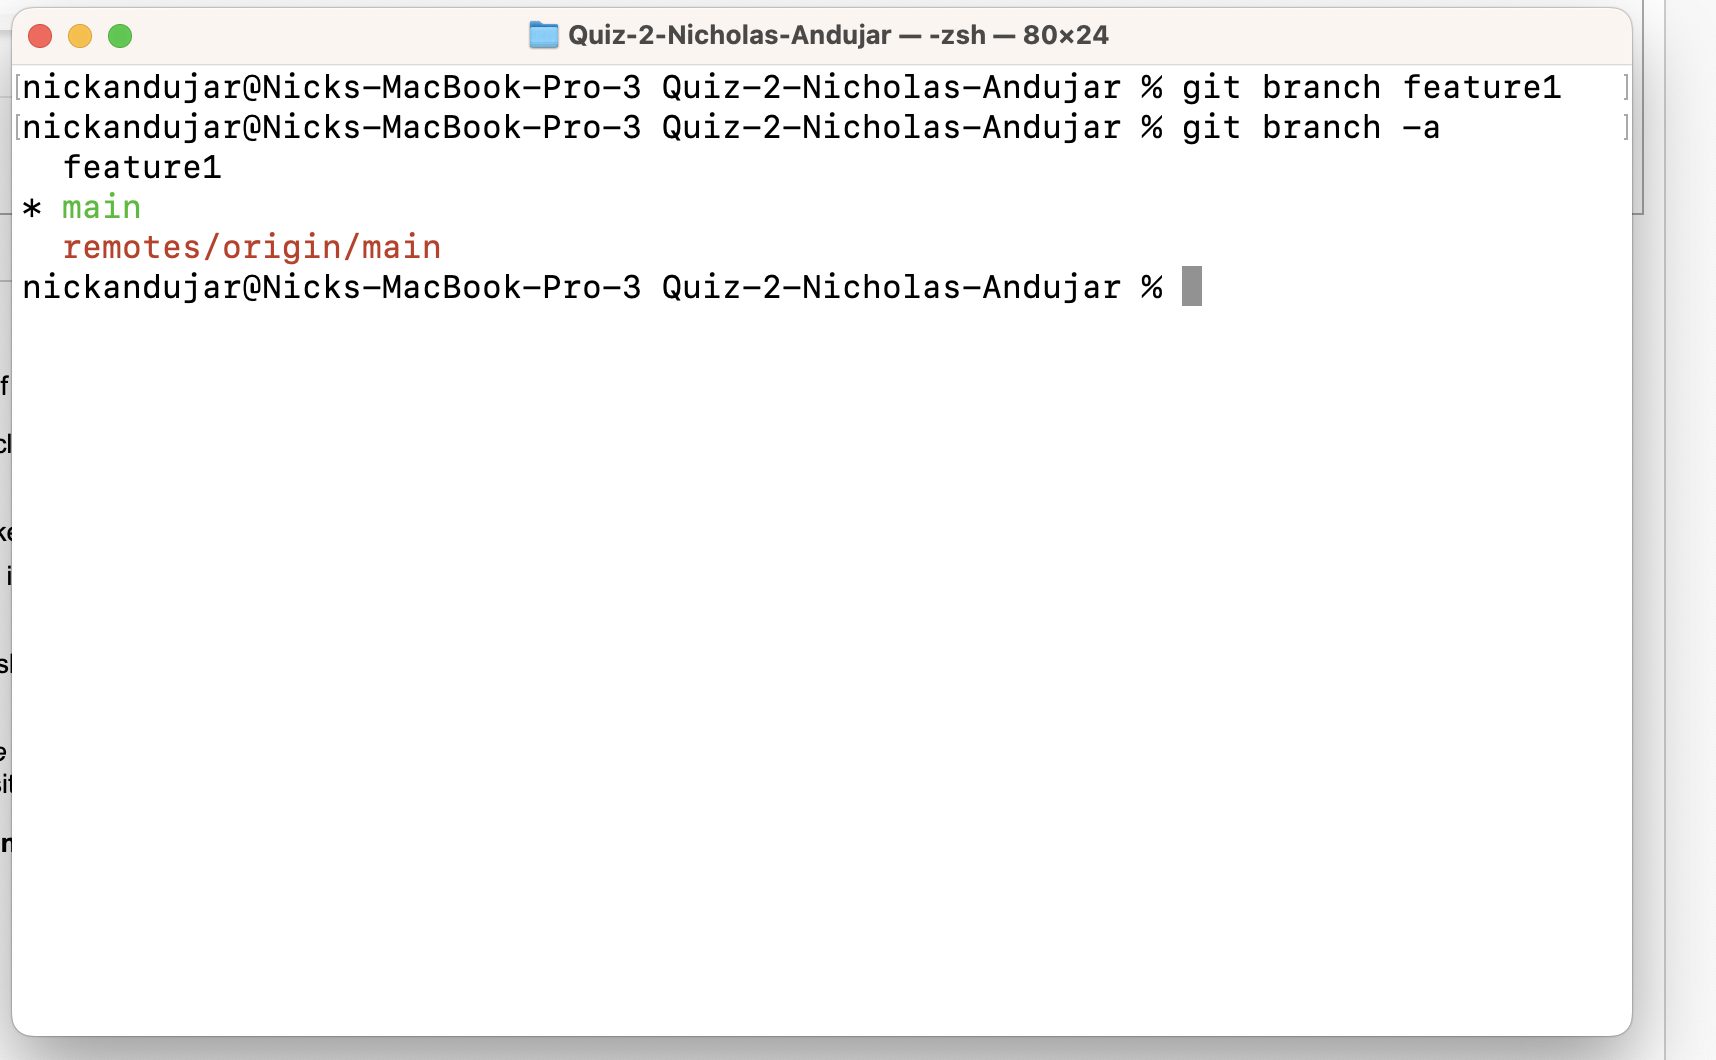 Quiz-2-Nicholas-Andujar — -zsh — 80×24
[nickandujar@Nicks-MacBook-Pro-3 Quiz-2-Nicholas-Andujar % git branch feature1 ]
[nickandujar@Nicks-MacBook-Pro-3 Quiz-2-Nicholas-Andujar % git branch -a ]
feature1
* main
remotes/origin/main
nickandujar@Nicks-MacBook-Pro-3 Quiz-2-Nicholas-Andujar %